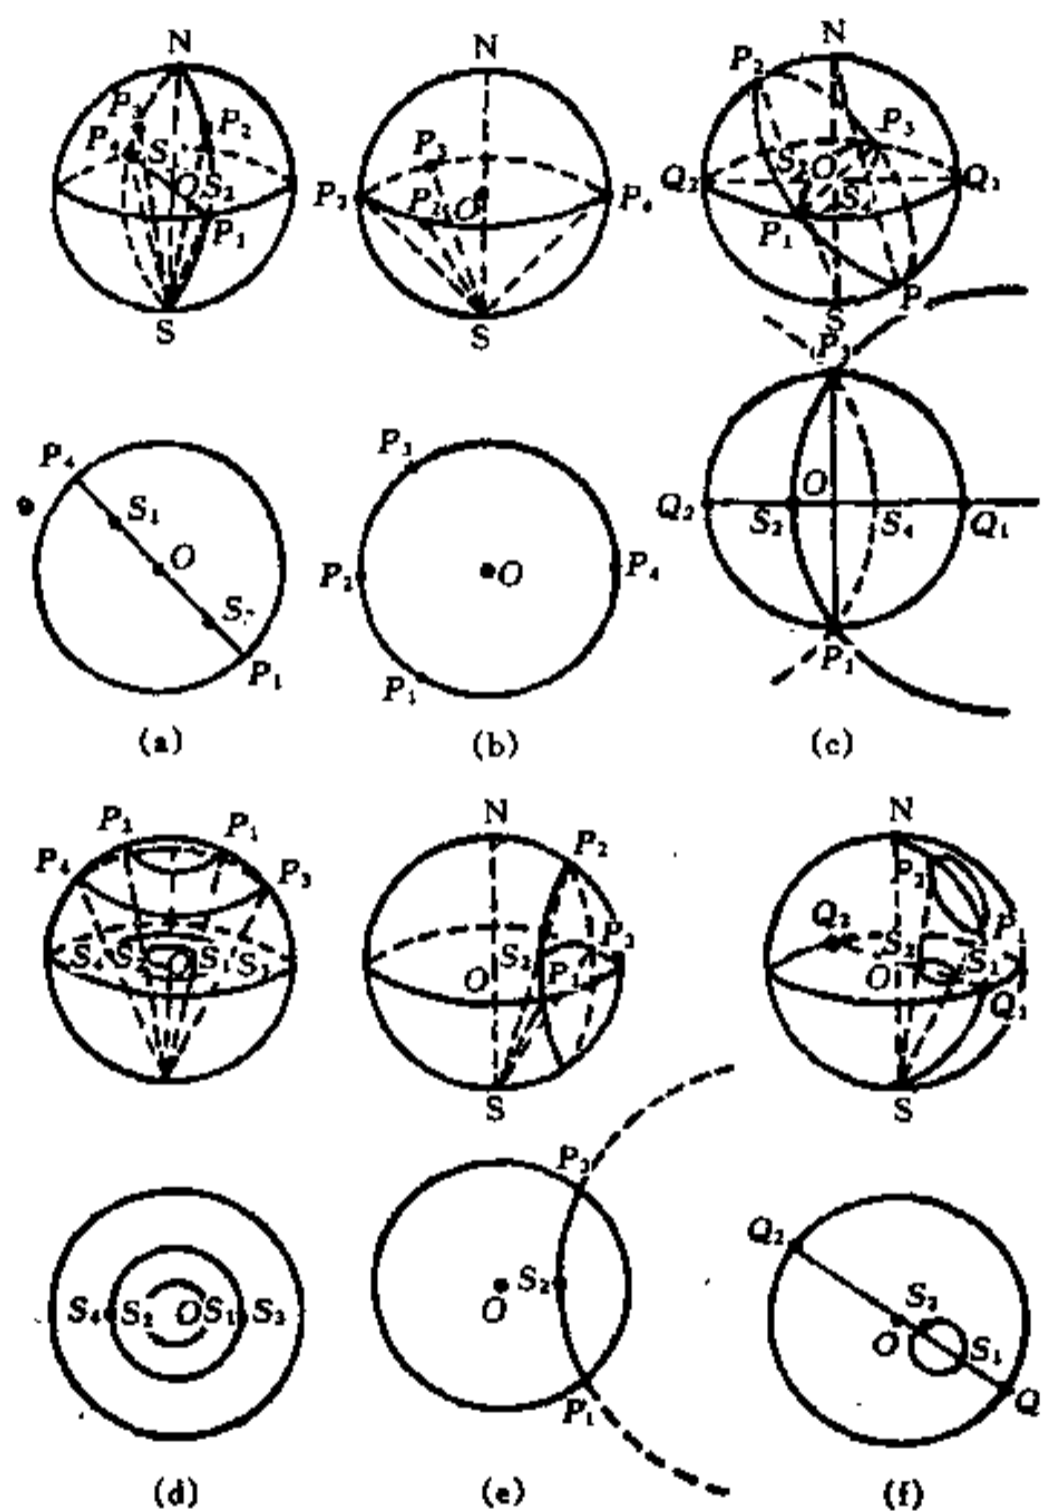 N N N
P₂
P₃ P₂ P₃ P₃
P₄ S O S₂ P₂ P₁ O P₄ Q₂ S₂ O S₄ Q₁
P₁ P₁
S S S P
P₃
P₄ P₃
S₁ O
O P₂ O P₄ Q₂ S₂ S₄ Q₁
S₂
P₁ P₁ P₁
(a) (b) (c)
N N
P₂ P₁ P₂
P₄ P₃ P₂
Q₂ P₁
S₄ S₂ O S₁ S₃ O S₂ P₁ P₃ O S₂ S₁
Q₁
S S
P₃
Q₂
S₂
S₄ S₂ O S₁ S₃ S₂ O
O S₁
P₁ Q
(d) (e) (f)